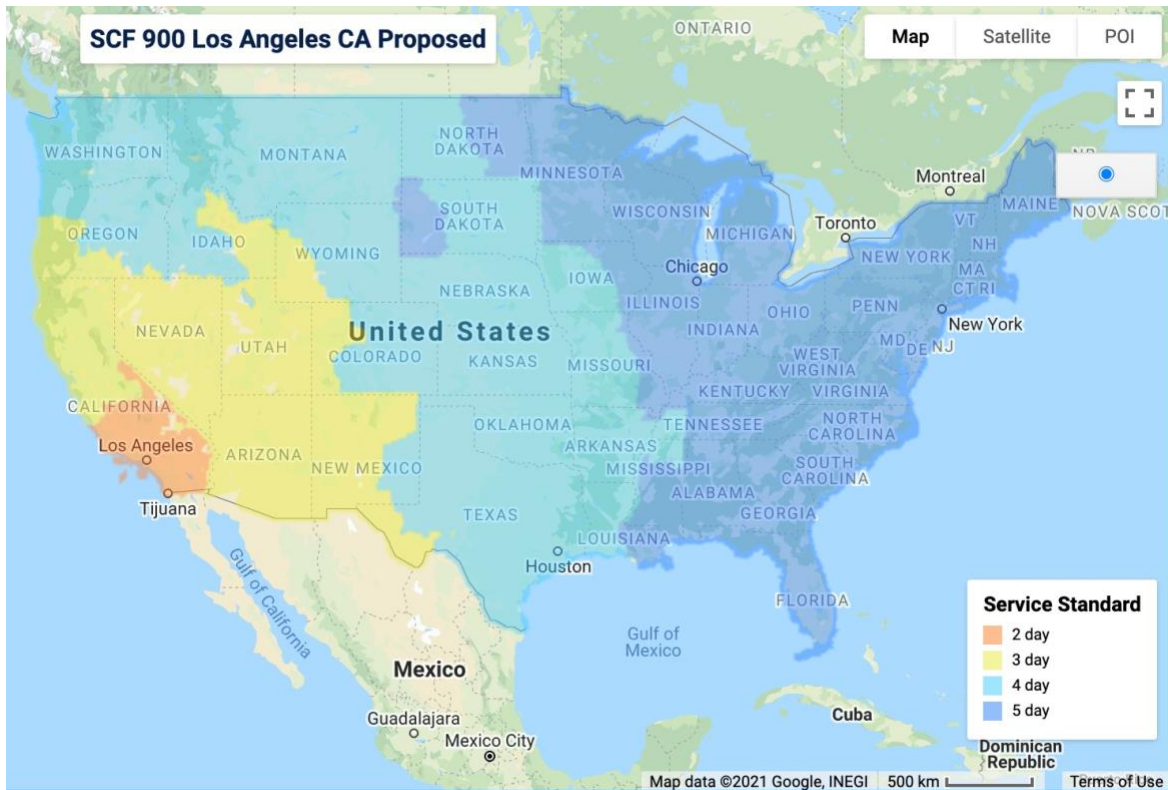 SCF 900 Los Angeles CA Proposed
Map
Satellite
POI
ONTARIO
WASHINGTON
MONTANA
NORTH
DAKOTA
MINNESOTA
Montreal
OREGON
IDAHO
SOUTH
DAKOTA
WISCONSIN
MICHIGAN
Toronto
VT
MAINE
NOVA SCOT
WYOMING
NH
NEW YORK
MA
CT RI
Chicago
IOWA
NEBRASKA
ILLINOIS
PENN
OHIO
INDIANA
New York
NEVADA
UTAH
United States
COLORADO
KANSAS
MISSOURI
WEST
VIRGINIA
MD
DE
NJ
KENTUCKY
VIRGINIA
CALIFORNIA
Los Angeles
ARIZONA
NEW MEXICO
OKLAHOMA
ARKANSAS
TENNESSEE
NORTH
CAROLINA
MISSISSIPPI
SOUTH
CAROLINA
ALABAMA
GEORGIA
Tijuana
TEXAS
LOUISIANA
Houston
FLORIDA
Gulf of California
Gulf of
Mexico
Mexico
Guadalajara
Mexico City
Cuba
Dominican
Republic
Service Standard
2 day
3 day
4 day
5 day
Map data ©2021 Google, INEGI
500 km
Terms of Use